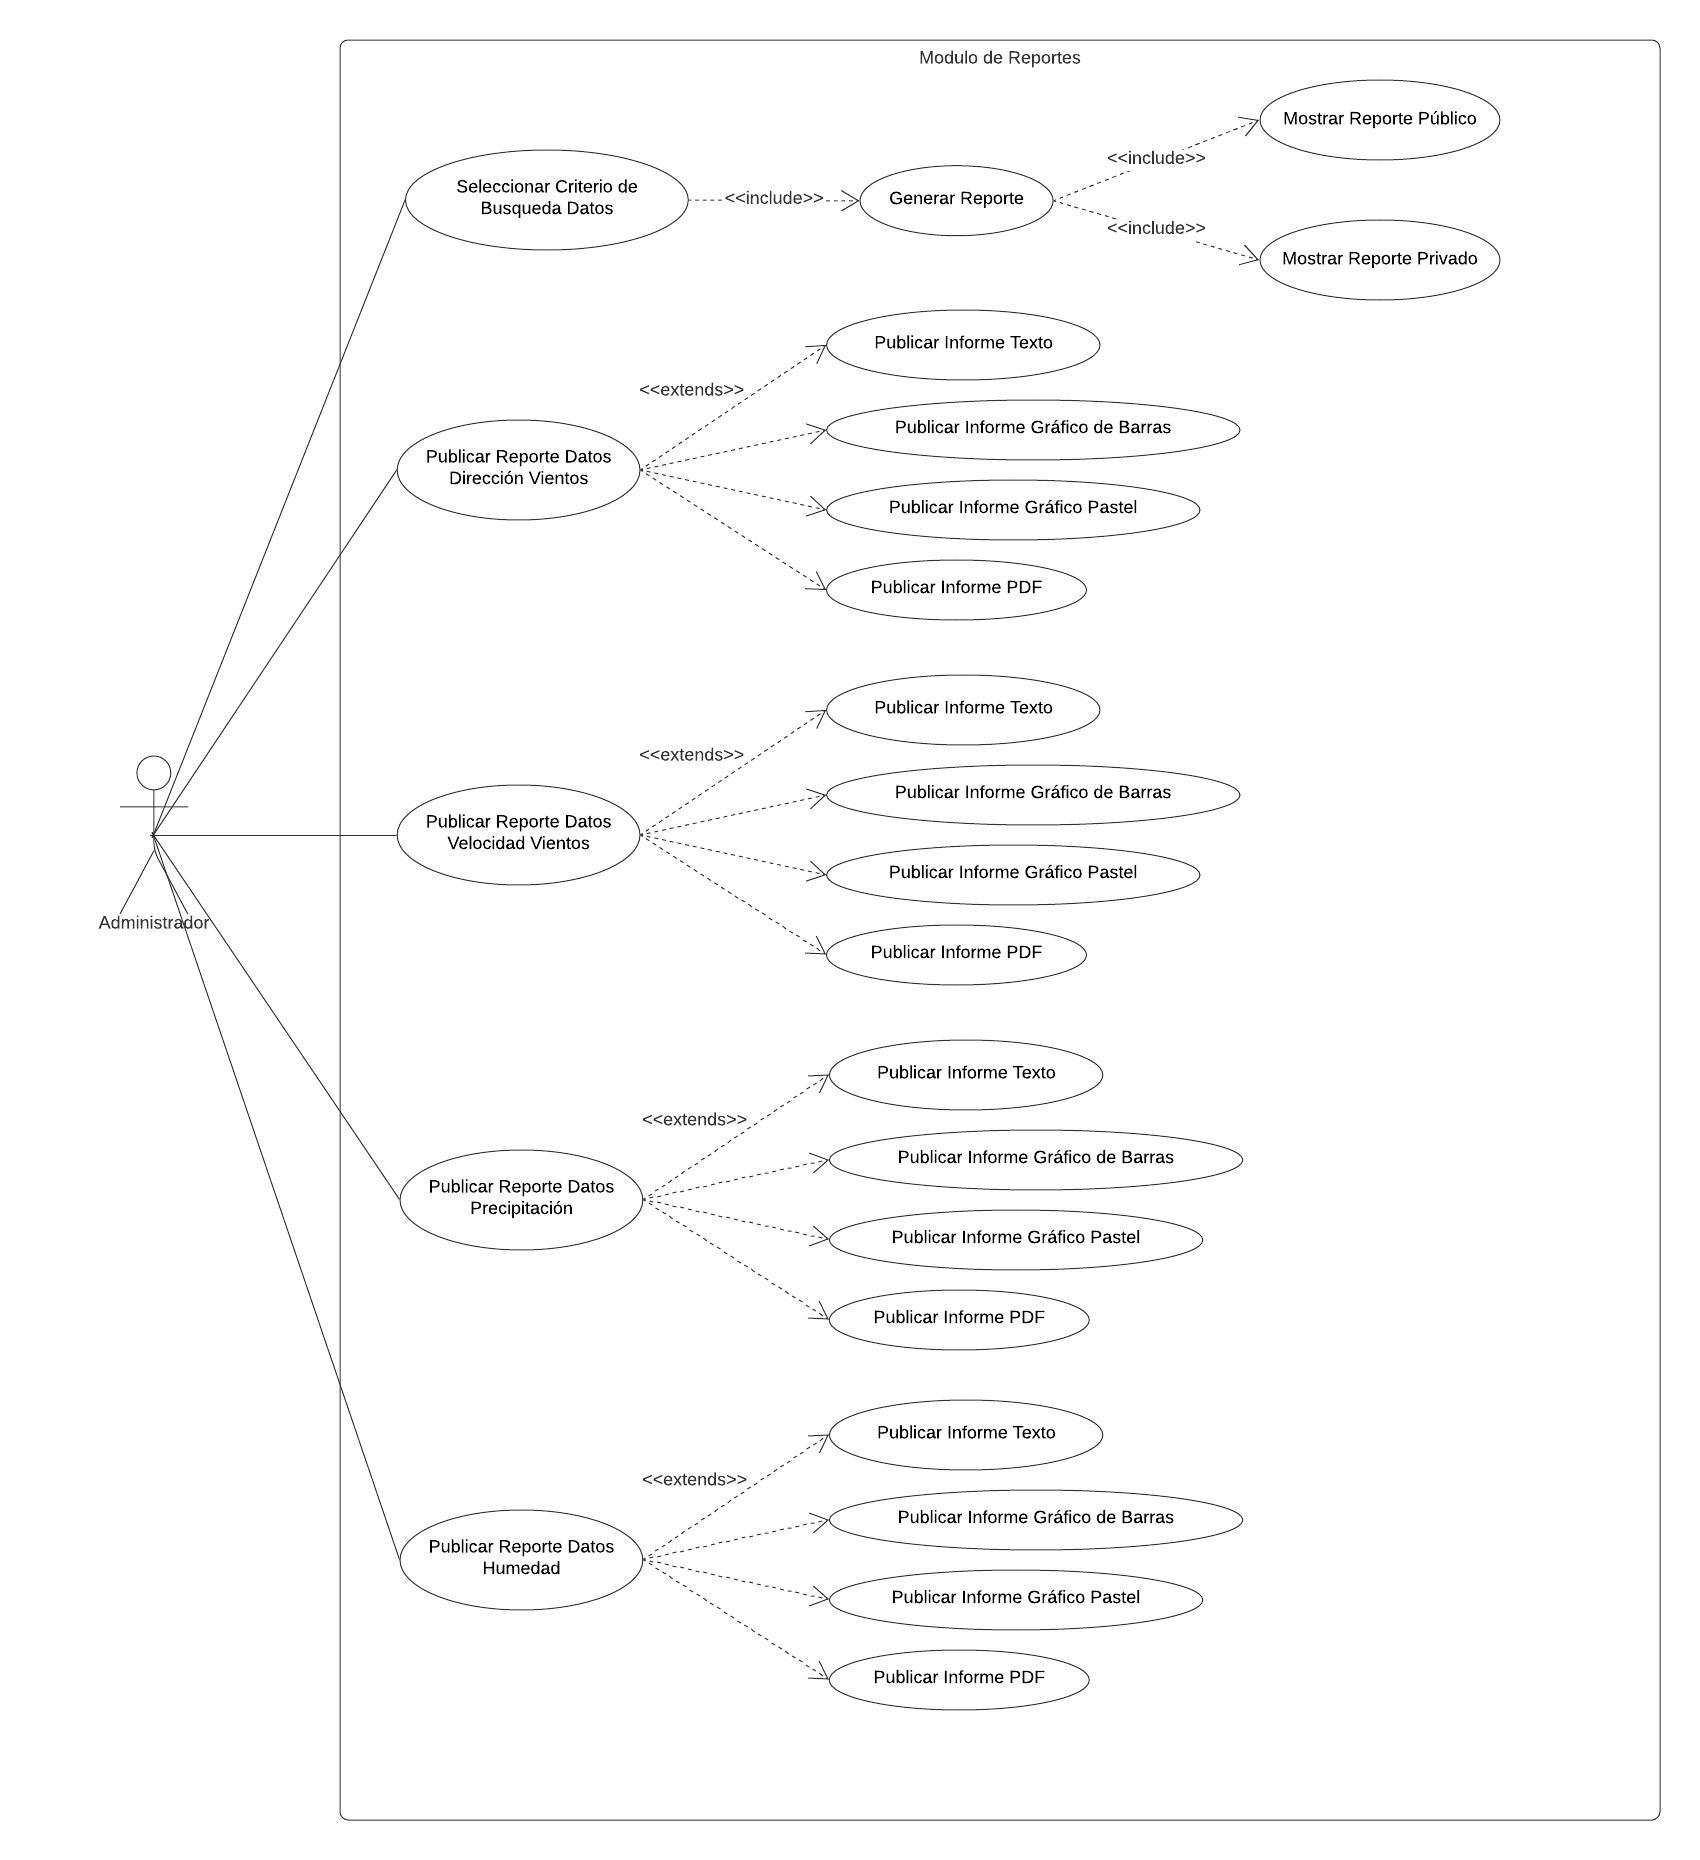 Modulo de Reportes
Mostrar Reporte Público
<<include>>
Seleccionar Criterio de
Busqueda Datos
<<include>>
Generar Reporte
<<include>>
Mostrar Reporte Privado
Publicar Informe Texto
<<extends>>
Publicar Informe Gráfico de Barras
Publicar Reporte Datos
Dirección Vientos
Publicar Informe Gráfico Pastel
Publicar Informe PDF
Publicar Informe Texto
<<extends>>
Publicar Informe Gráfico de Barras
Publicar Reporte Datos
Velocidad Vientos
Publicar Informe Gráfico Pastel
Administrador
Publicar Informe PDF
Publicar Informe Texto
<<extends>>
Publicar Informe Gráfico de Barras
Publicar Reporte Datos
Precipitación
Publicar Informe Gráfico Pastel
Publicar Informe PDF
Publicar Informe Texto
<<extends>>
Publicar Informe Gráfico de Barras
Publicar Reporte Datos
Humedad
Publicar Informe Gráfico Pastel
Publicar Informe PDF